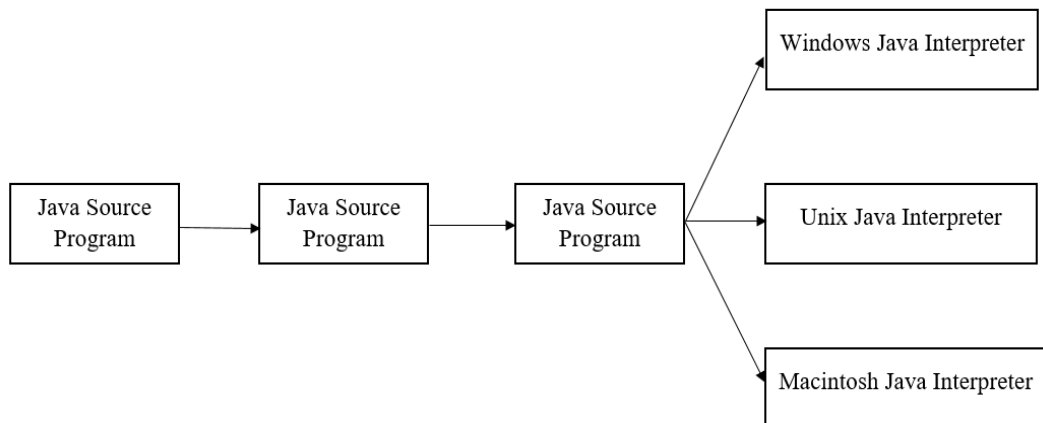 Windows Java Interpreter
Java Source
Program
Java Source
Program
Java Source
Program
Unix Java Interpreter
Macintosh Java Interpreter